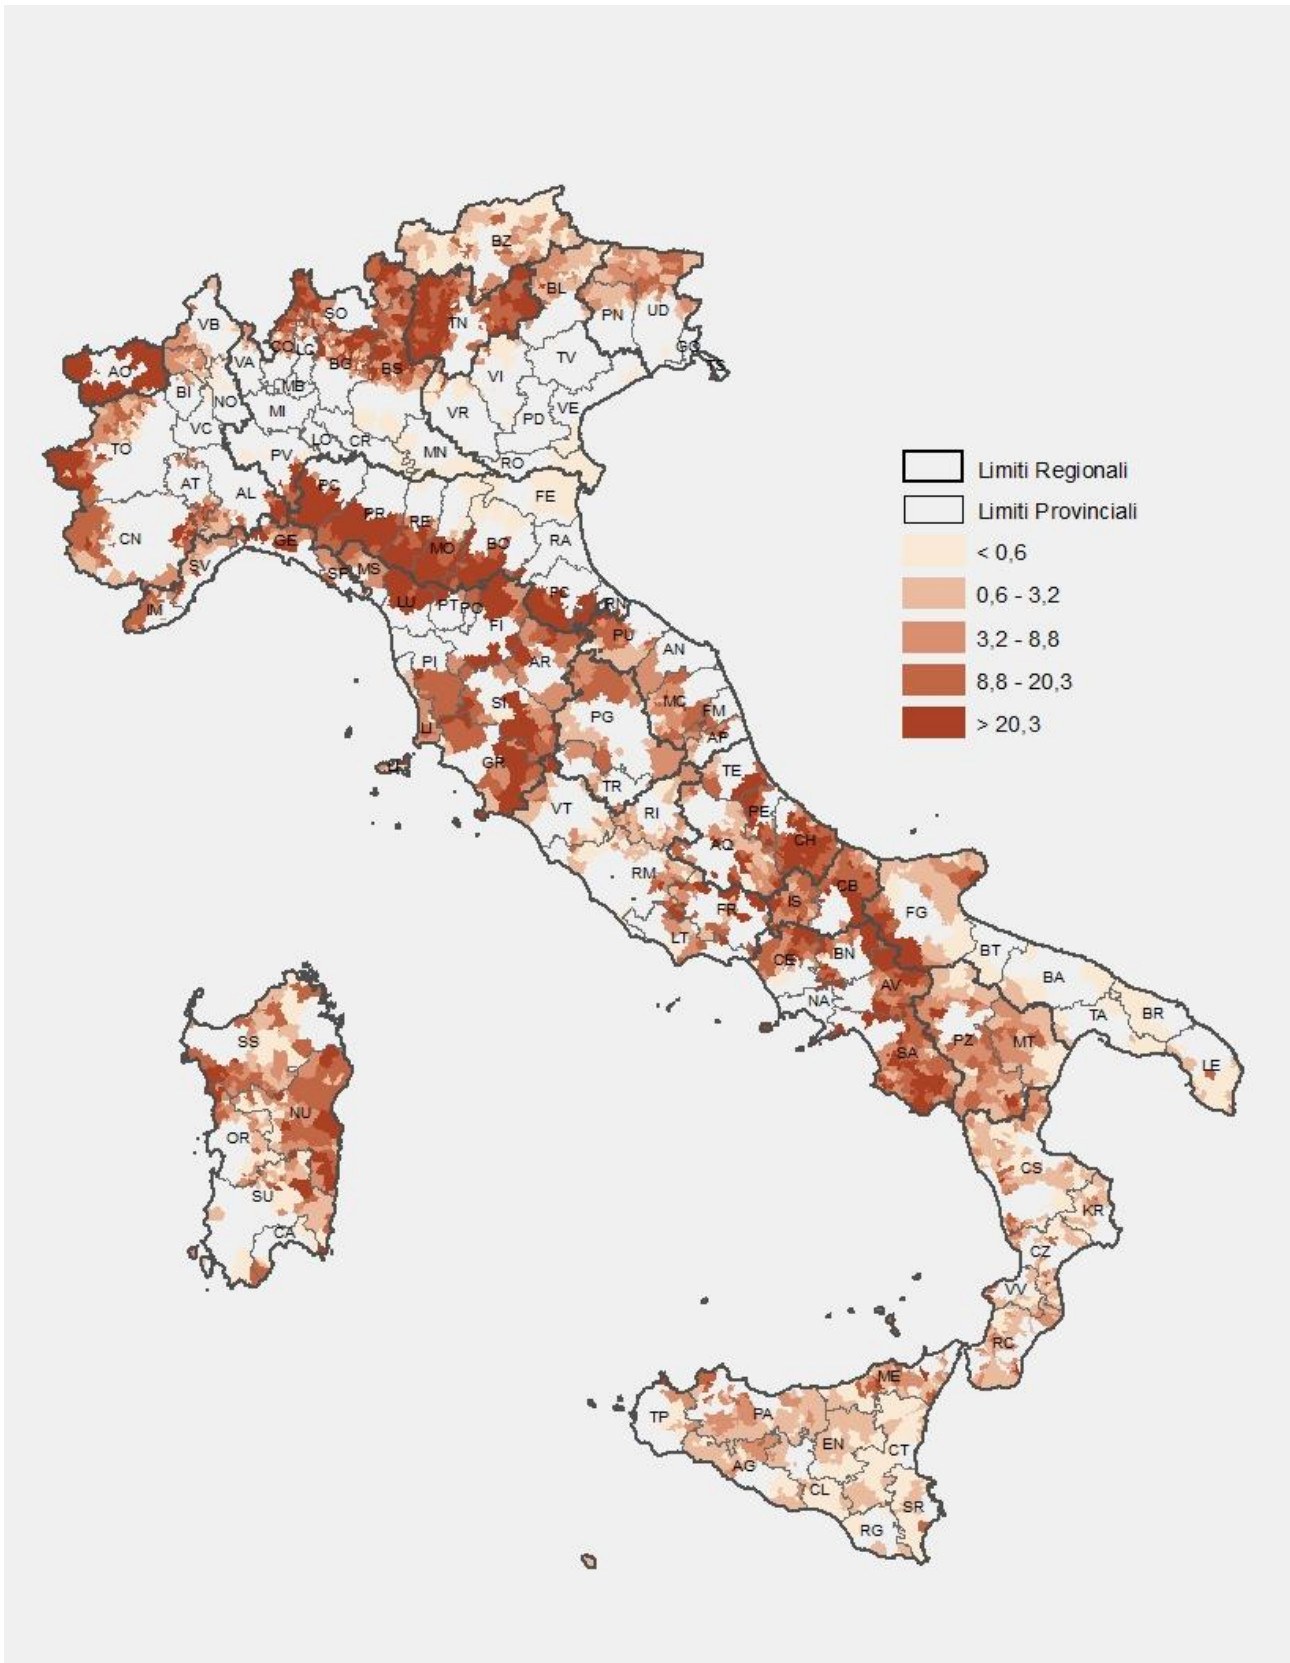 BZ
BL
SO
VB
TN
PN
UD
CO
LC
GO
VA
TV
TS
AO
BG
BS
VI
BI
MB
NO
MI
VR
PD
VE
VC
LO
CR
TO
PV
MN
RO
Limiti Regionali
AT
PC
AL
FE
PR
Limiti Provinciali
RE
CN
GE
MO
BO
RA
< 0,6
SV
SP
MS
FC
0,6 - 3,2
IM
LU
PT
PO
RN
FI
PU
3,2 - 8,8
PI
AR
AN
8,8 - 20,3
SI
MC
PG
FM
> 20,3
LI
AP
GR
LI
TE
TR
VT
RI
PE
AQ
CH
RM
CB
IS
FR
FG
LT
BT
CE
BN
BA
AV
NA
TA
BR
SS
SA
PZ
MT
LE
NU
OR
CS
SU
KR
CA
CZ
VV
RC
ME
TP
PA
EN
CT
AG
CL
SR
RG